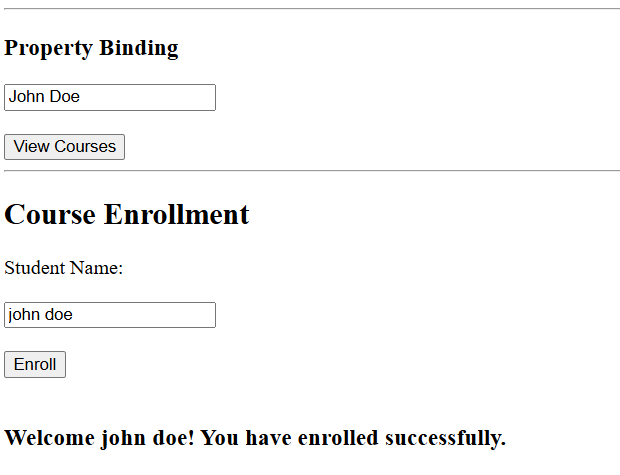 Property Binding
John Doe
View Courses
Course Enrollment
Student Name:
john doe
Enroll
Welcome john doe! You have enrolled successfully.